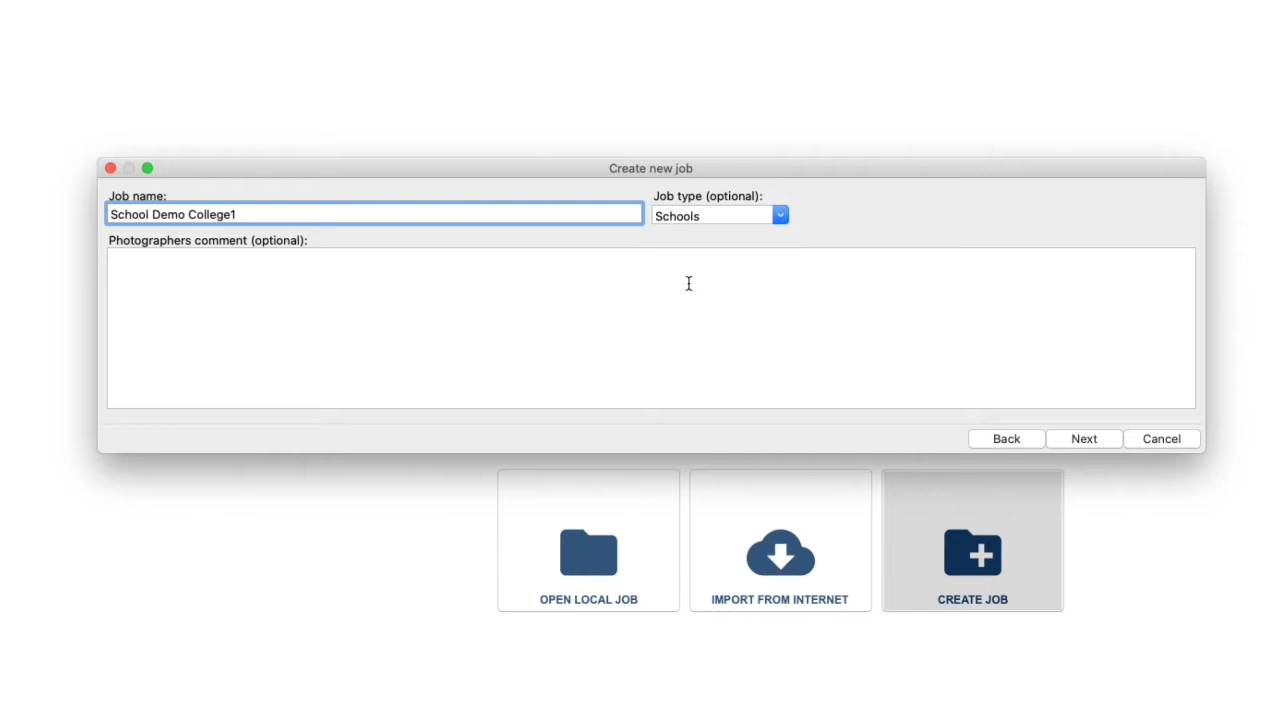 Create new job
Job name:
Job type (optional):
School Demo College1
Schools
Photographers comment (optional):
Back
Next
Cancel
OPEN LOCAL JOB
IMPORT FROM INTERNET
CREATE JOB